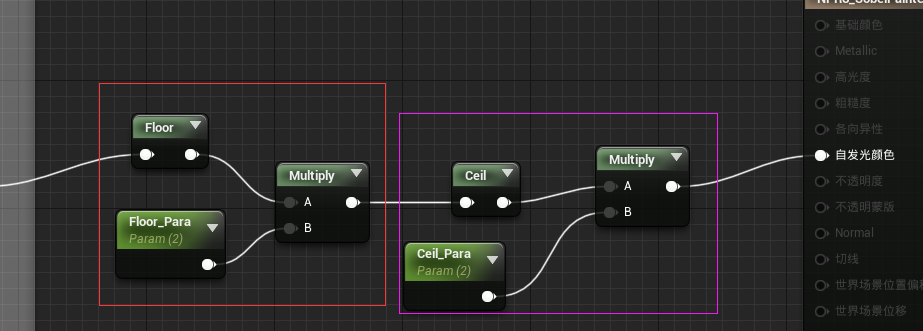 Floor
Multiply
A
B
Floor_Para
Param (2)
Ceil
Multiply
A
B
Ceil_Para
Param (2)
基础颜色
Metallic
高光度
粗糙度
各向异性
自发光颜色
不透明度
不透明蒙版
Normal
切线
世界场景位置偏移
世界场景位移